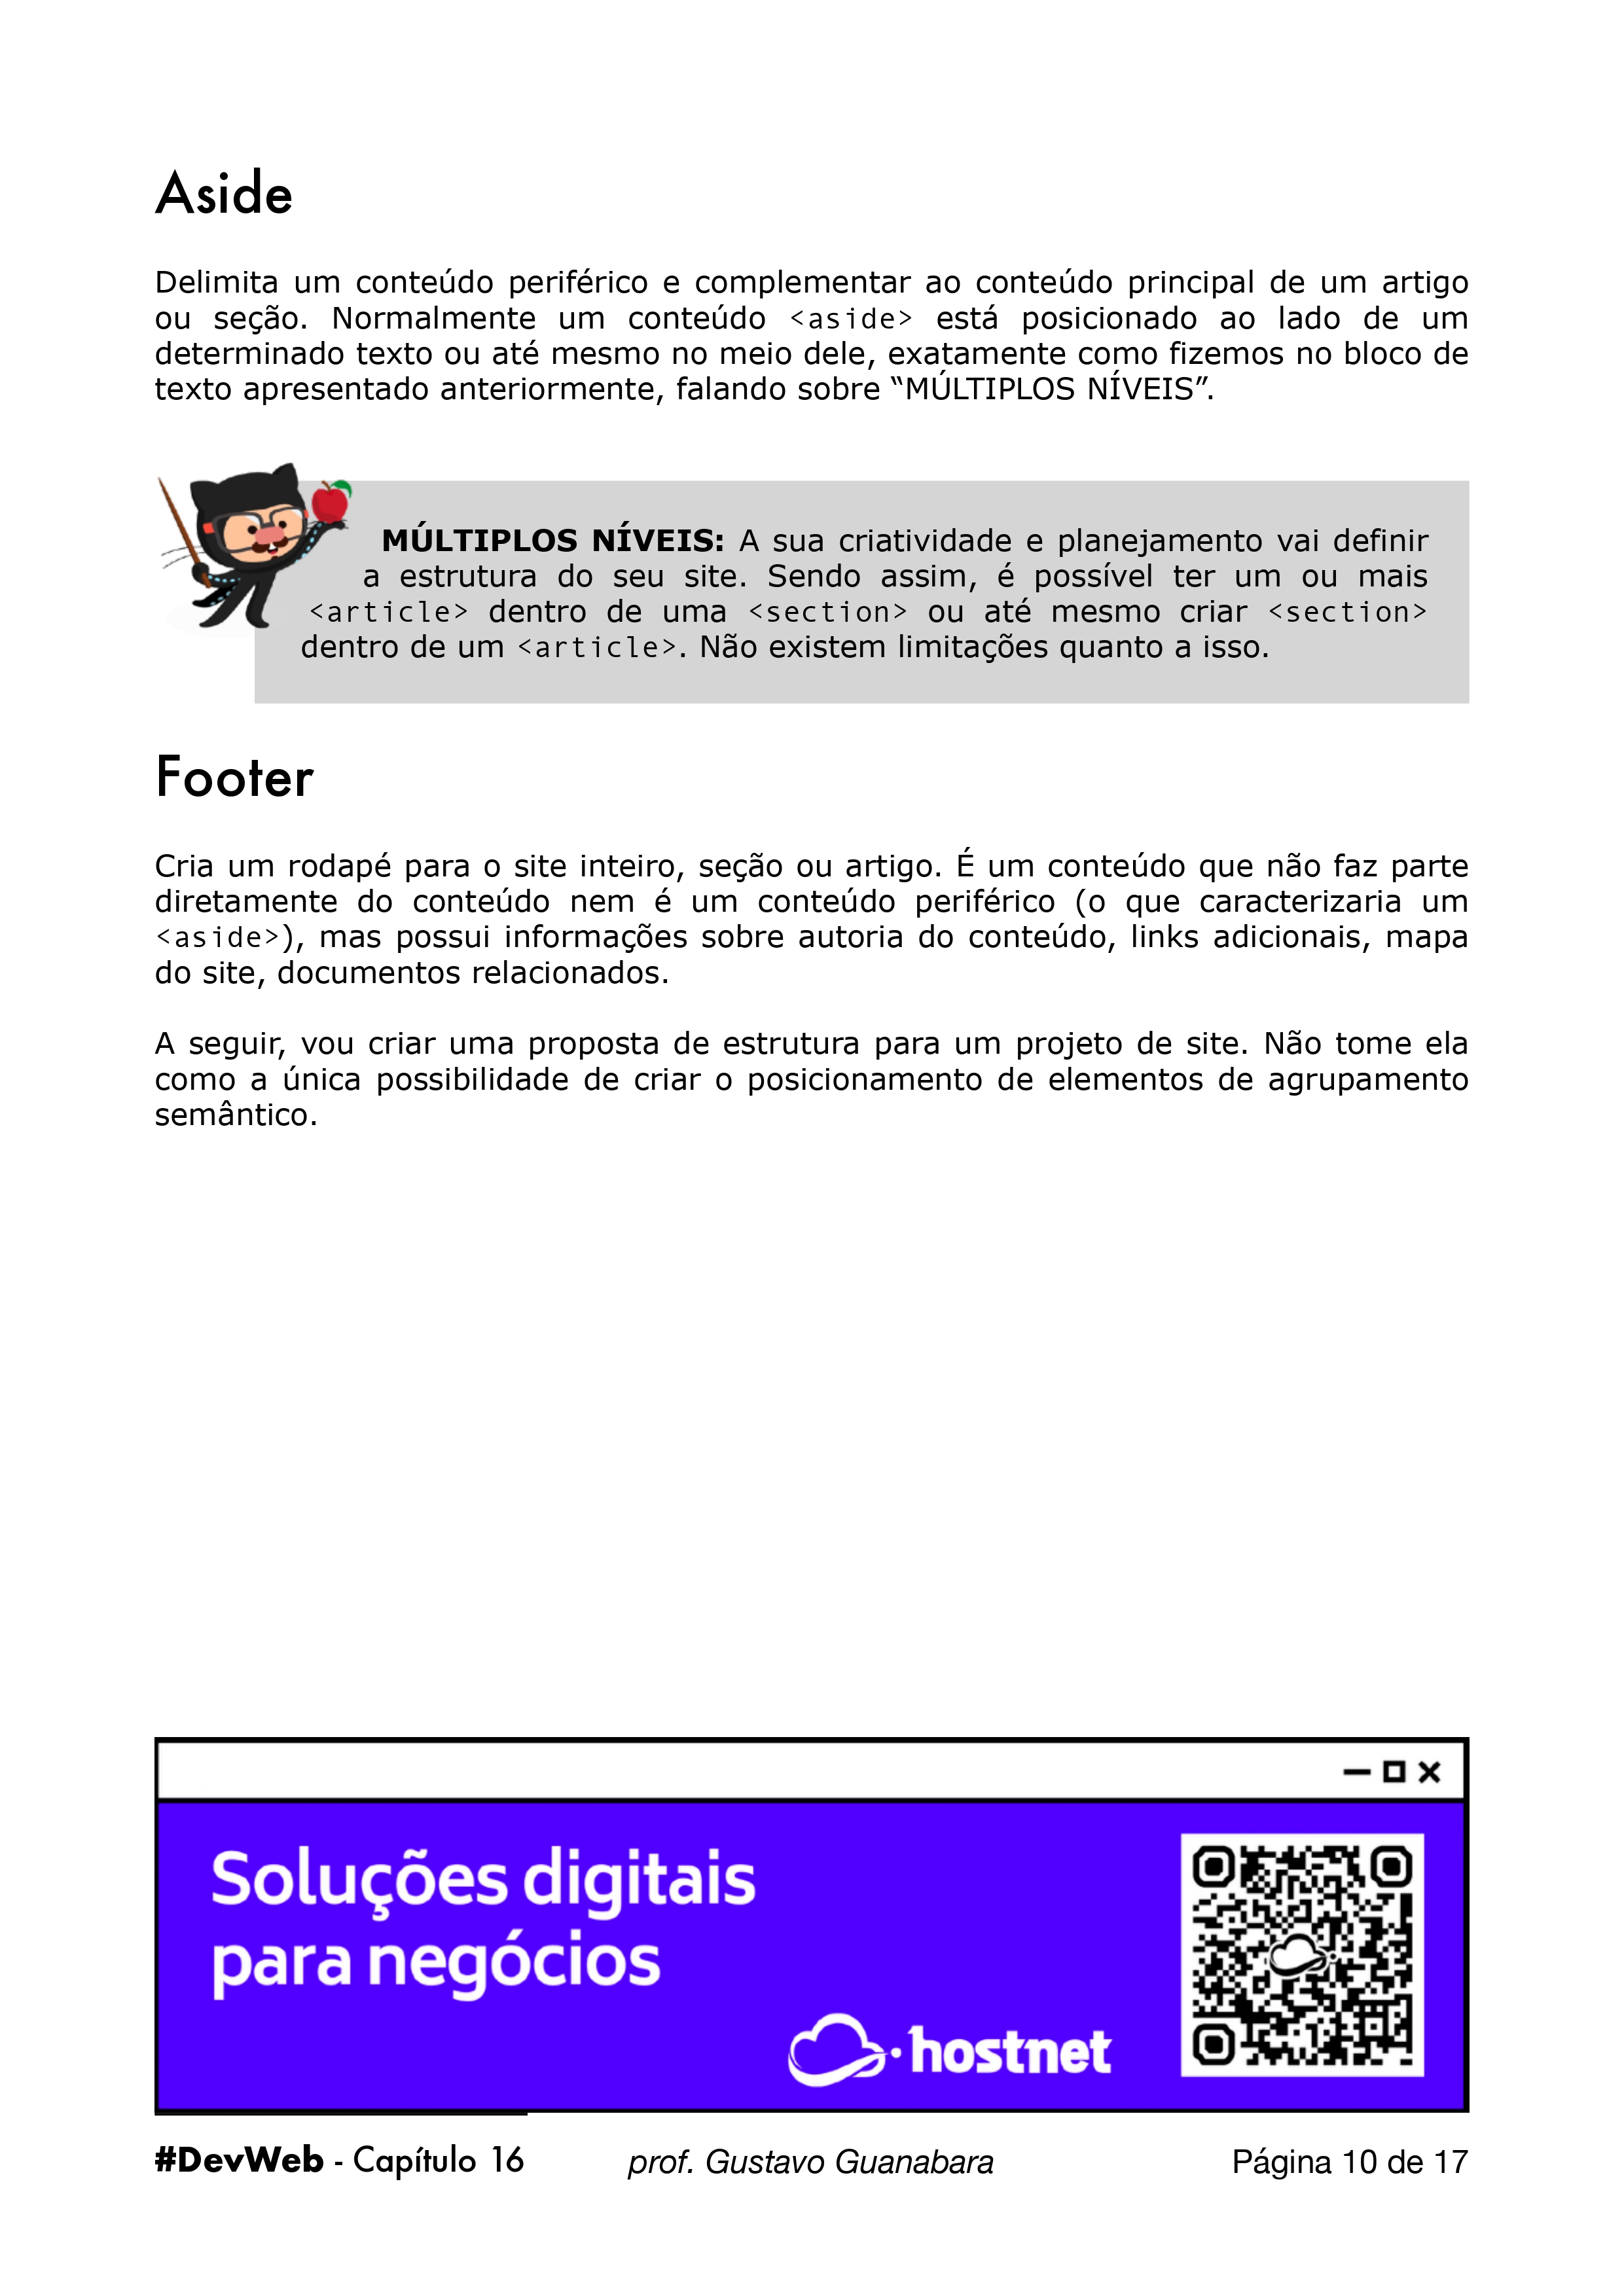 Aside
Delimita um conteúdo periférico e complementar ao conteúdo principal de um artigo
ou seção. Normalmente um conteúdo <aside> está posicionado ao lado de um
determinado texto ou até mesmo no meio dele, exatamente como fizemos no bloco de
texto apresentado anteriormente, falando sobre “MÚLTIPLOS NÍVEIS”.
MÚLTIPLOS NÍVEIS: A sua criatividade e planejamento vai definir
a estrutura do seu site. Sendo assim, é possível ter um ou mais
<article> dentro de uma <section> ou até mesmo criar <section>
dentro de um <article>. Não existem limitações quanto a isso.
Footer
Cria um rodapé para o site inteiro, seção ou artigo. É um conteúdo que não faz parte
diretamente do conteúdo nem é um conteúdo periférico (o que caracterizaria um
<aside>), mas possui informações sobre autoria do conteúdo, links adicionais, mapa
do site, documentos relacionados.
A seguir, vou criar uma proposta de estrutura para um projeto de site. Não tome ela
como a única possibilidade de criar o posicionamento de elementos de agrupamento
semântico.
Soluções digitais
para negócios
hostnet
#DevWeb - Capítulo 16 prof. Gustavo Guanabara Página 10 de 17